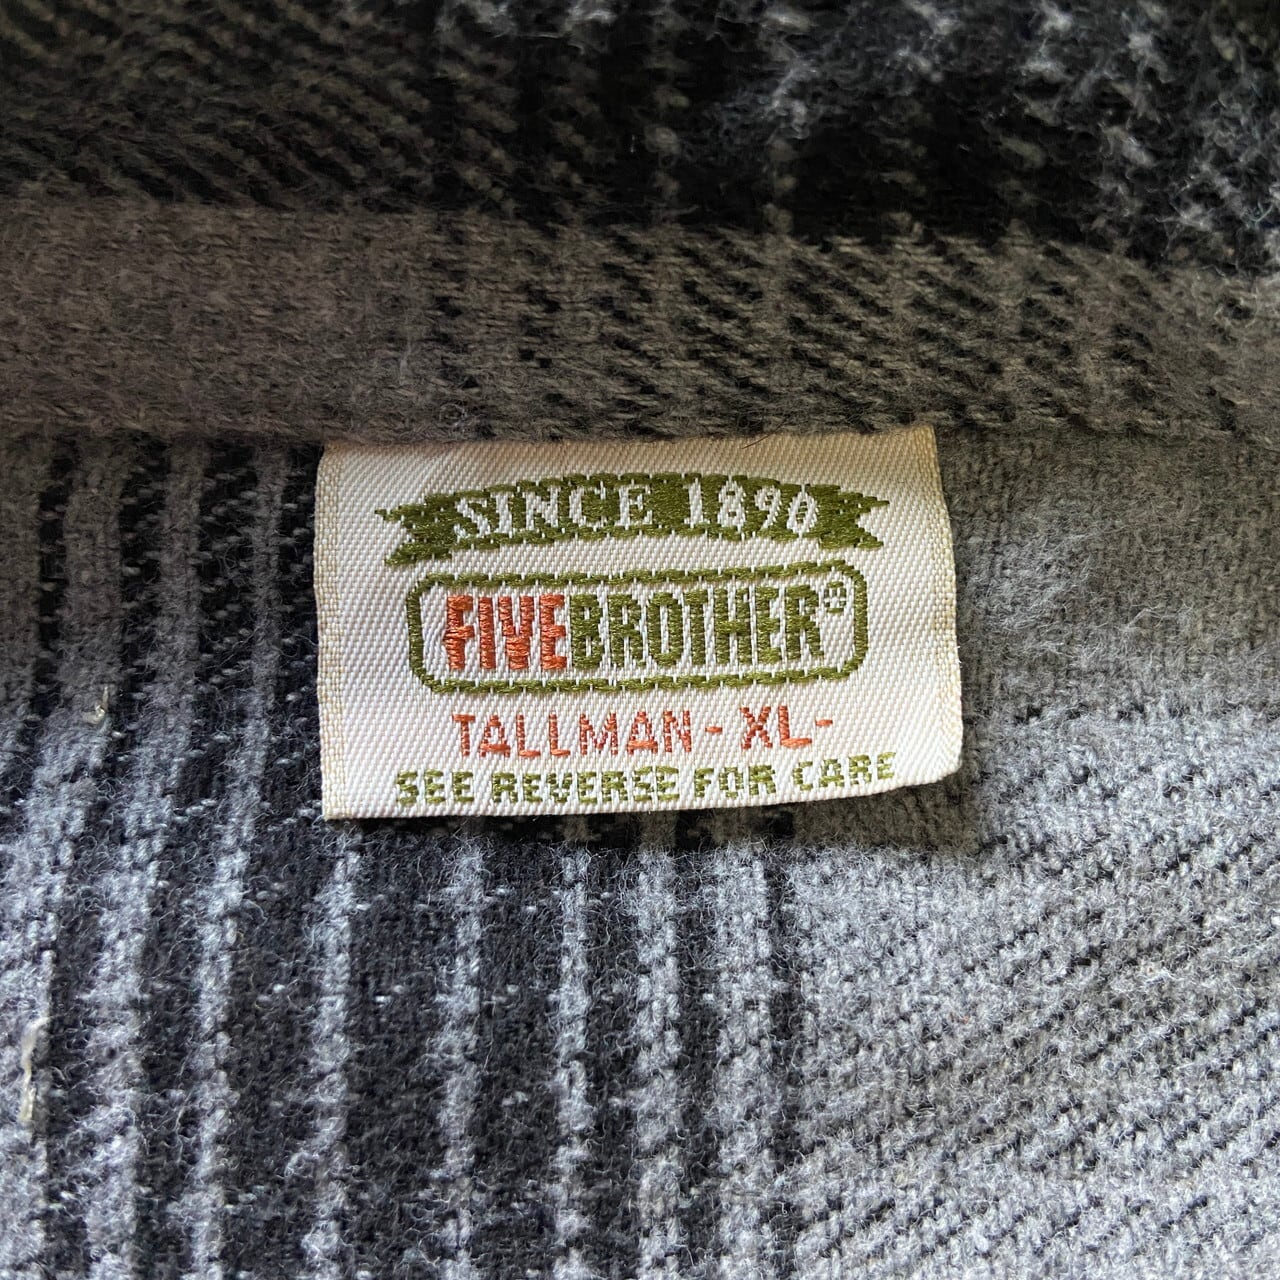 SINCE 1890
FIVEBROTHER®
TALLMAN - XL -
SEE REVERSE FOR CARE